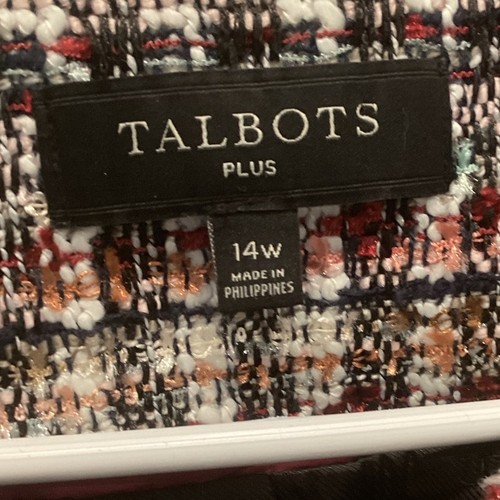 TALBOTS
PLUS
14W
MADE IN
PHILIPPINES